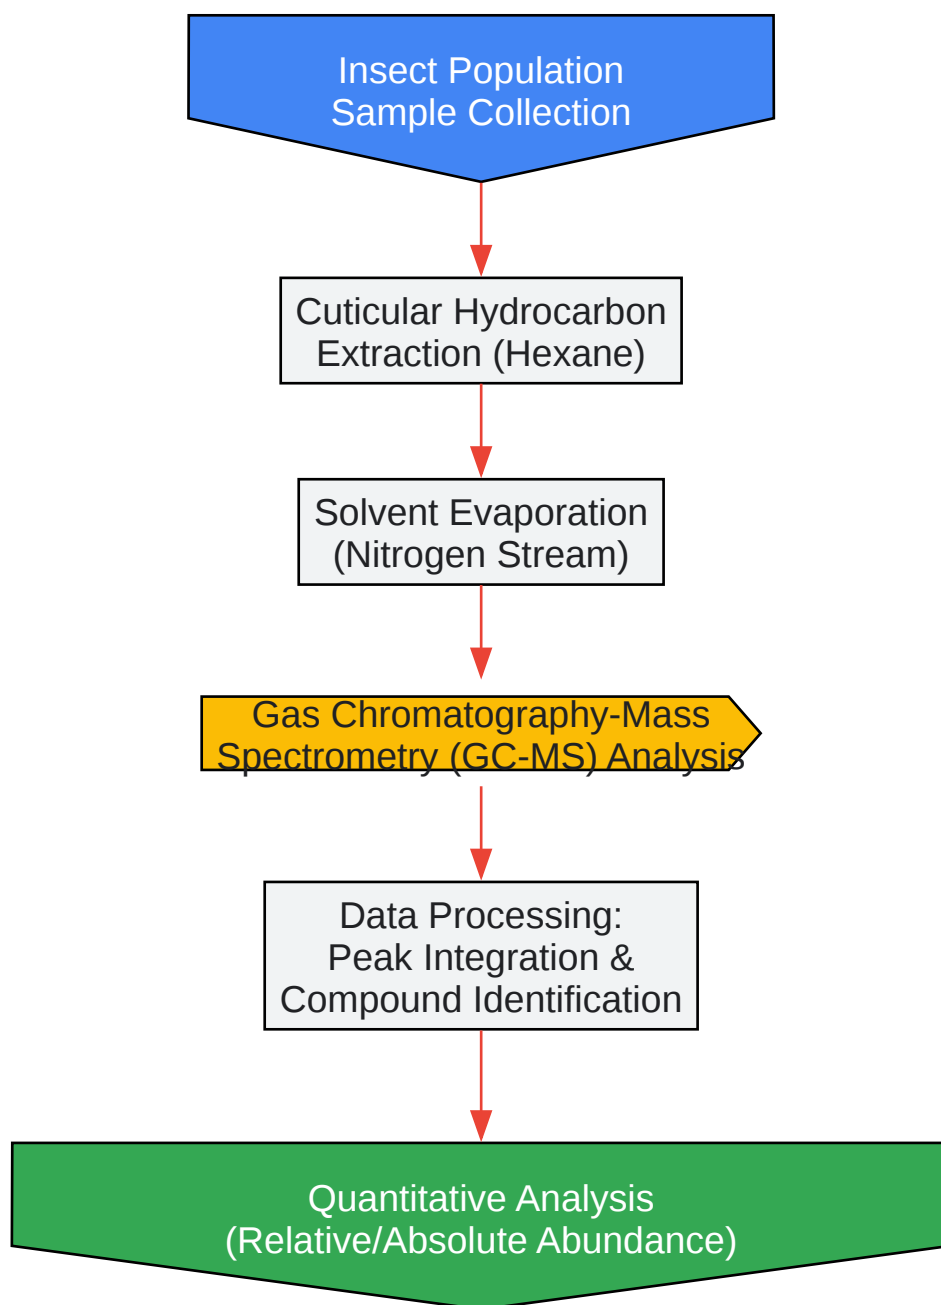 Insect Population
Sample Collection
Cuticular Hydrocarbon
Extraction (Hexane)
Solvent Evaporation
(Nitrogen Stream)
Gas Chromatography-Mass
Spectrometry (GC-MS) Analysis
Data Processing:
Peak Integration &
Compound Identification
Quantitative Analysis
(Relative/Absolute Abundance)